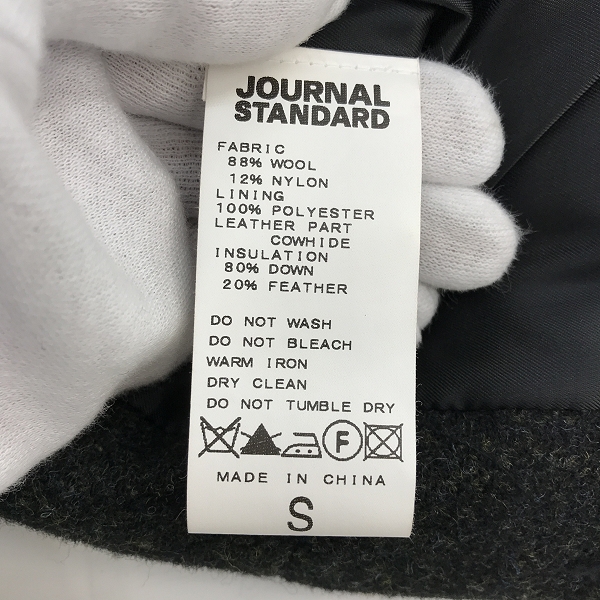 JOURNAL
STANDARD
FABRIC
88% WOOL
12% NYLON
LINING
100% POLYESTER
LEATHER PART
COWHIDE
INSULATION
80% DOWN
20% FEATHER
DO NOT WASH
DO NOT BLEACH
WARM IRON
DRY CLEAN
DO NOT TUMBLE DRY
F
MADE IN CHINA
S